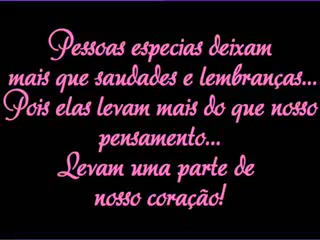 Pessoas especias deixam
mais que saudades e lembranças...
Pois elas levam mais do que nosso
pensamento...
Levam uma parte de
nosso coração!